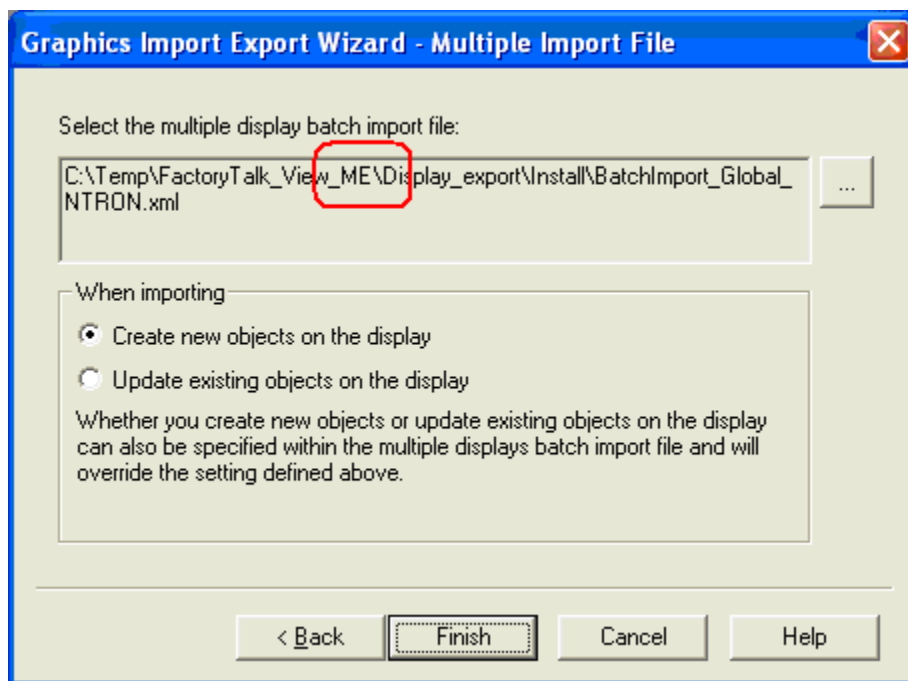 Graphics Import Export Wizard - Multiple Import File
Select the multiple display batch import file:
C:\Temp\FactoryTalk_View_ME\Display_export\Install\BatchImport_Global_
NTRON.xml
...
When importing
Create new objects on the display
Update existing objects on the display
Whether you create new objects or update existing objects on the display
can also be specified within the multiple displays batch import file and will
override the setting defined above.
< Back
Finish
Cancel
Help